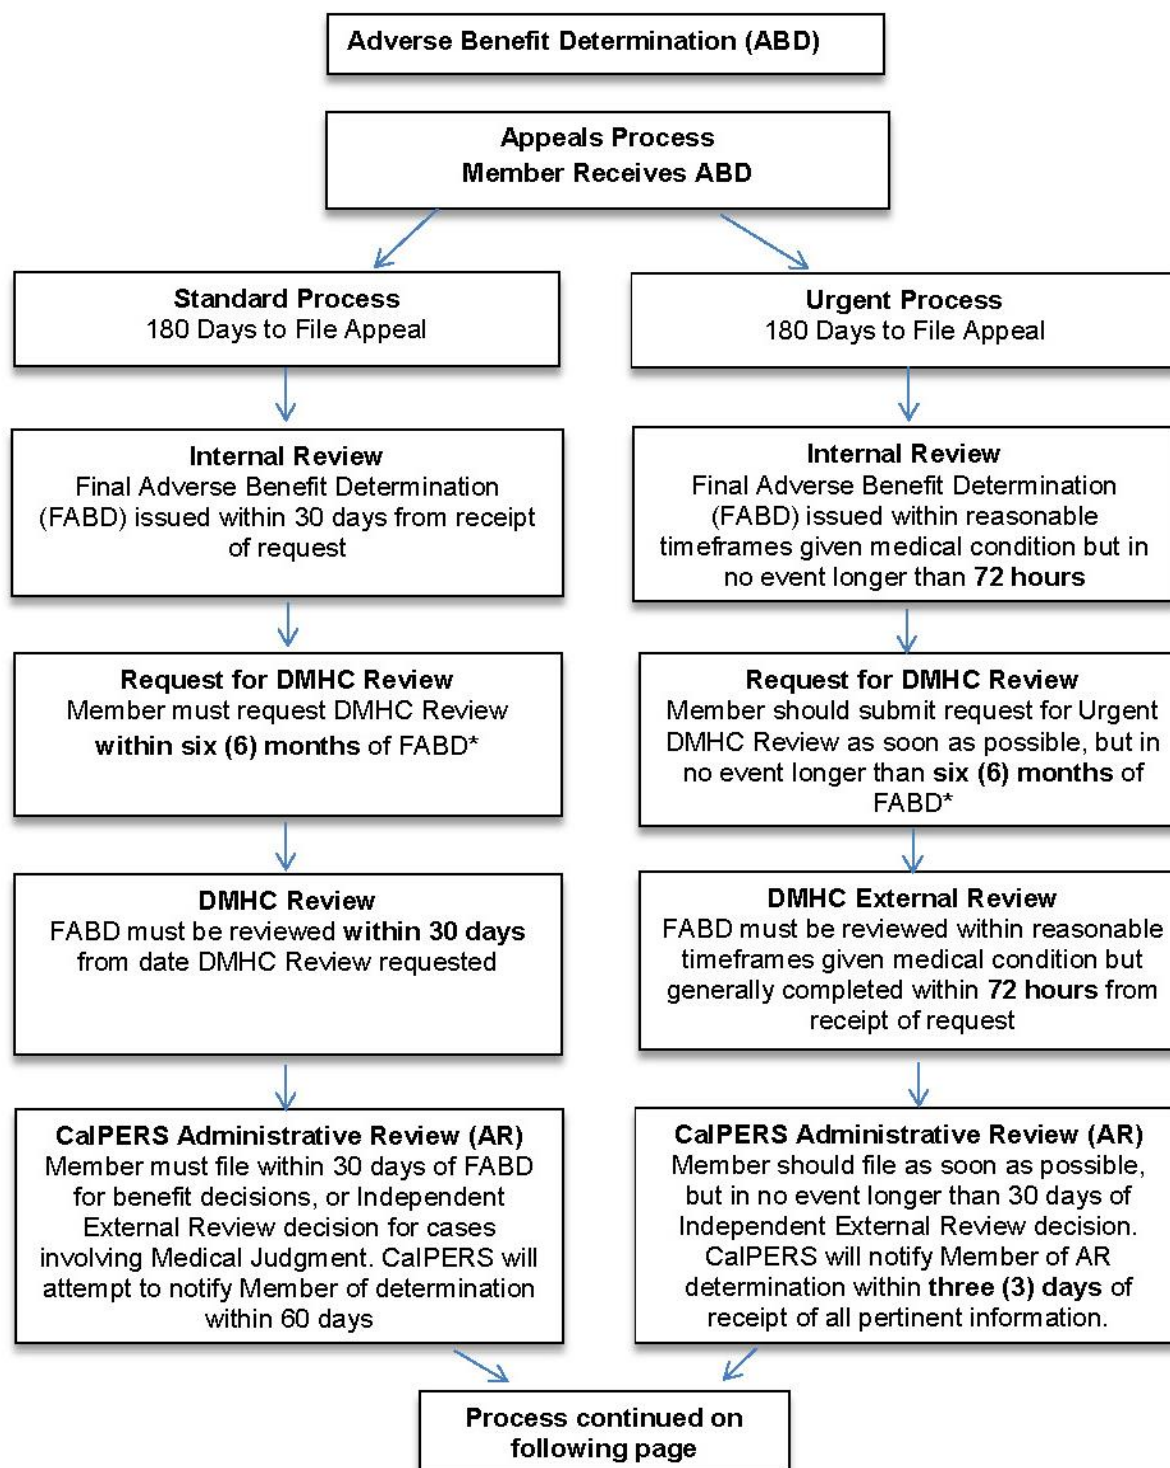 Adverse Benefit Determination (ABD)
Appeals Process
Member Receives ABD
Standard Process
180 Days to File Appeal
Urgent Process
180 Days to File Appeal
Internal Review
Final Adverse Benefit Determination
(FABD) issued within 30 days from receipt
of request
Internal Review
Final Adverse Benefit Determination
(FABD) issued within reasonable
timeframes given medical condition but in
no event longer than 72 hours
Request for DMHC Review
Member must request DMHC Review
within six (6) months of FABD*
Request for DMHC Review
Member should submit request for Urgent
DMHC Review as soon as possible, but in
no event longer than six (6) months of
FABD*
DMHC Review
FABD must be reviewed within 30 days
from date DMHC Review requested
DMHC External Review
FABD must be reviewed within reasonable
timeframes given medical condition but
generally completed within 72 hours from
receipt of request
CalPERS Administrative Review (AR)
Member must file within 30 days of FABD
for benefit decisions, or Independent
External Review decision for cases
involving Medical Judgment. CalPERS will
attempt to notify Member of determination
within 60 days
CalPERS Administrative Review (AR)
Member should file as soon as possible,
but in no event longer than 30 days of
Independent External Review decision.
CalPERS will notify Member of AR
determination within three (3) days of
receipt of all pertinent information.
Process continued on
following page